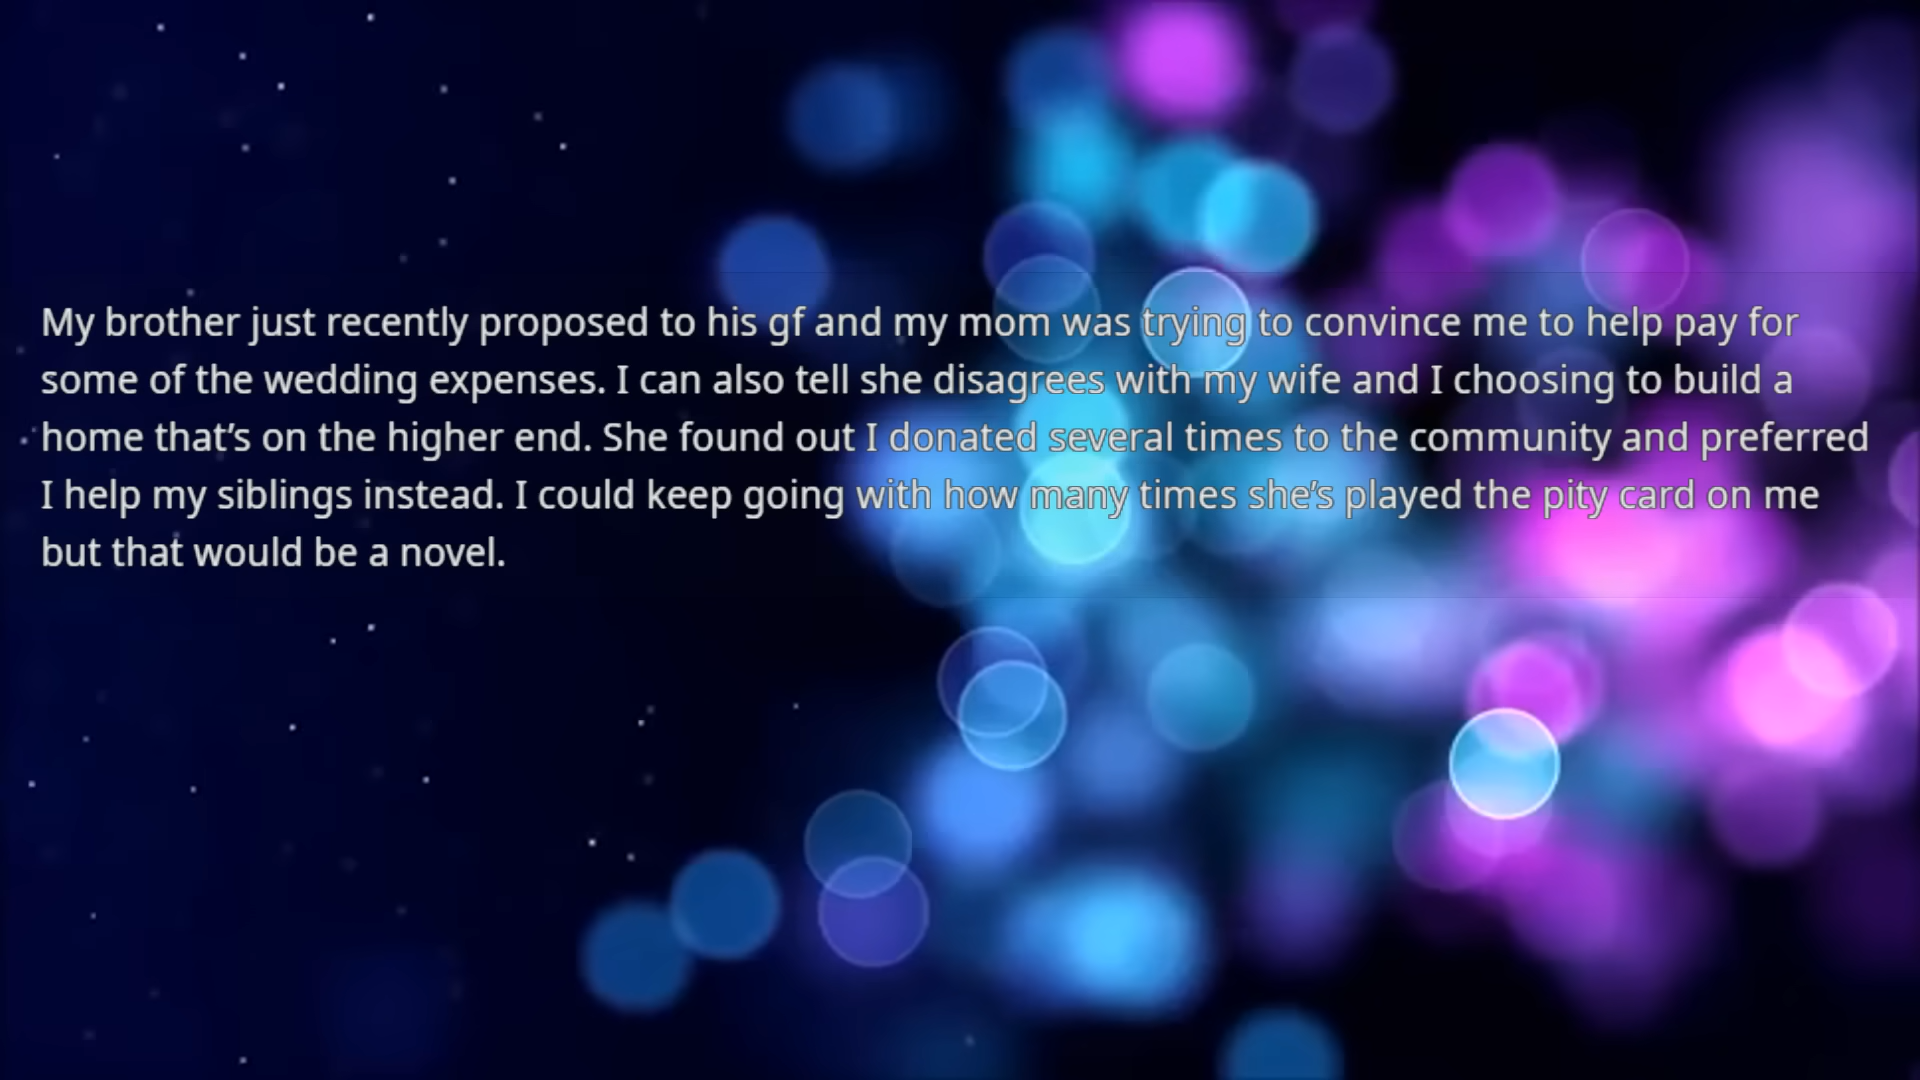 My brother just recently proposed to his gf and my mom was trying to convince me to help pay for
some of the wedding expenses. I can also tell she disagrees with my wife and I choosing to build a
home that’s on the higher end. She found out I donated several times to the community and preferred
I help my siblings instead. I could keep going with how many times she’s played the pity card on me
but that would be a novel.